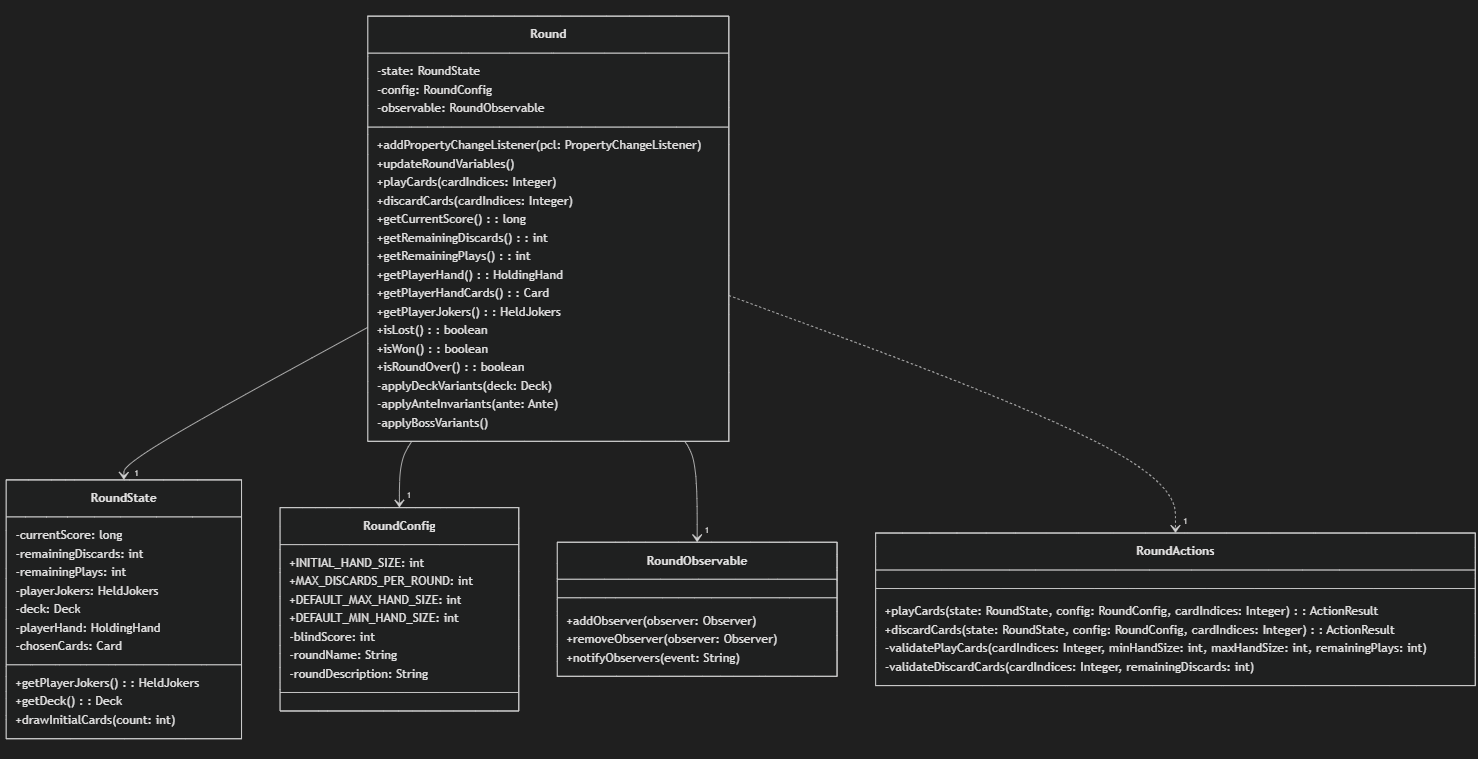 Round
-state: RoundState
-config: RoundConfig
-observable: RoundObservable
+addPropertyChangeListener(pcl: PropertyChangeListener)
+updateRoundVariables()
+playCards(cardIndices: Integer)
+discardCards(cardIndices: Integer)
+getCurrentScore() : : long
+getRemainingDiscards() : : int
+getRemainingPlays() : : int
+getPlayerHand() : : HoldingHand
+getPlayerHandCards() : : Card
+getPlayerJokers() : : HeldJokers
+isLost() : : boolean
+isWon() : : boolean
+isRoundOver() : : boolean
-applyDeckVariants(deck: Deck)
-applyAnteInvariants(ante: Ante)
-applyBossVariants()
1
RoundState
-currentScore: long
-remainingDiscards: int
-remainingPlays: int
-playerJokers: HeldJokers
-deck: Deck
-playerHand: HoldingHand
-chosenCards: Card
+getPlayerJokers() : : HeldJokers
+getDeck() : : Deck
+drawInitialCards(count: int)
1
RoundConfig
+INITIAL_HAND_SIZE: int
+MAX_DISCARDS_PER_ROUND: int
+DEFAULT_MAX_HAND_SIZE: int
+DEFAULT_MIN_HAND_SIZE: int
-blindScore: int
-roundName: String
-roundDescription: String
1
RoundObservable
+addObserver(observer: Observer)
+removeObserver(observer: Observer)
+notifyObservers(event: String)
1
RoundActions
+playCards(state: RoundState, config: RoundConfig, cardIndices: Integer) : : ActionResult
+discardCards(state: RoundState, config: RoundConfig, cardIndices: Integer) : : ActionResult
-validatePlayCards(cardIndices: Integer, minHandSize: int, maxHandSize: int, remainingPlays: int)
-validateDiscardCards(cardIndices: Integer, remainingDiscards: int)